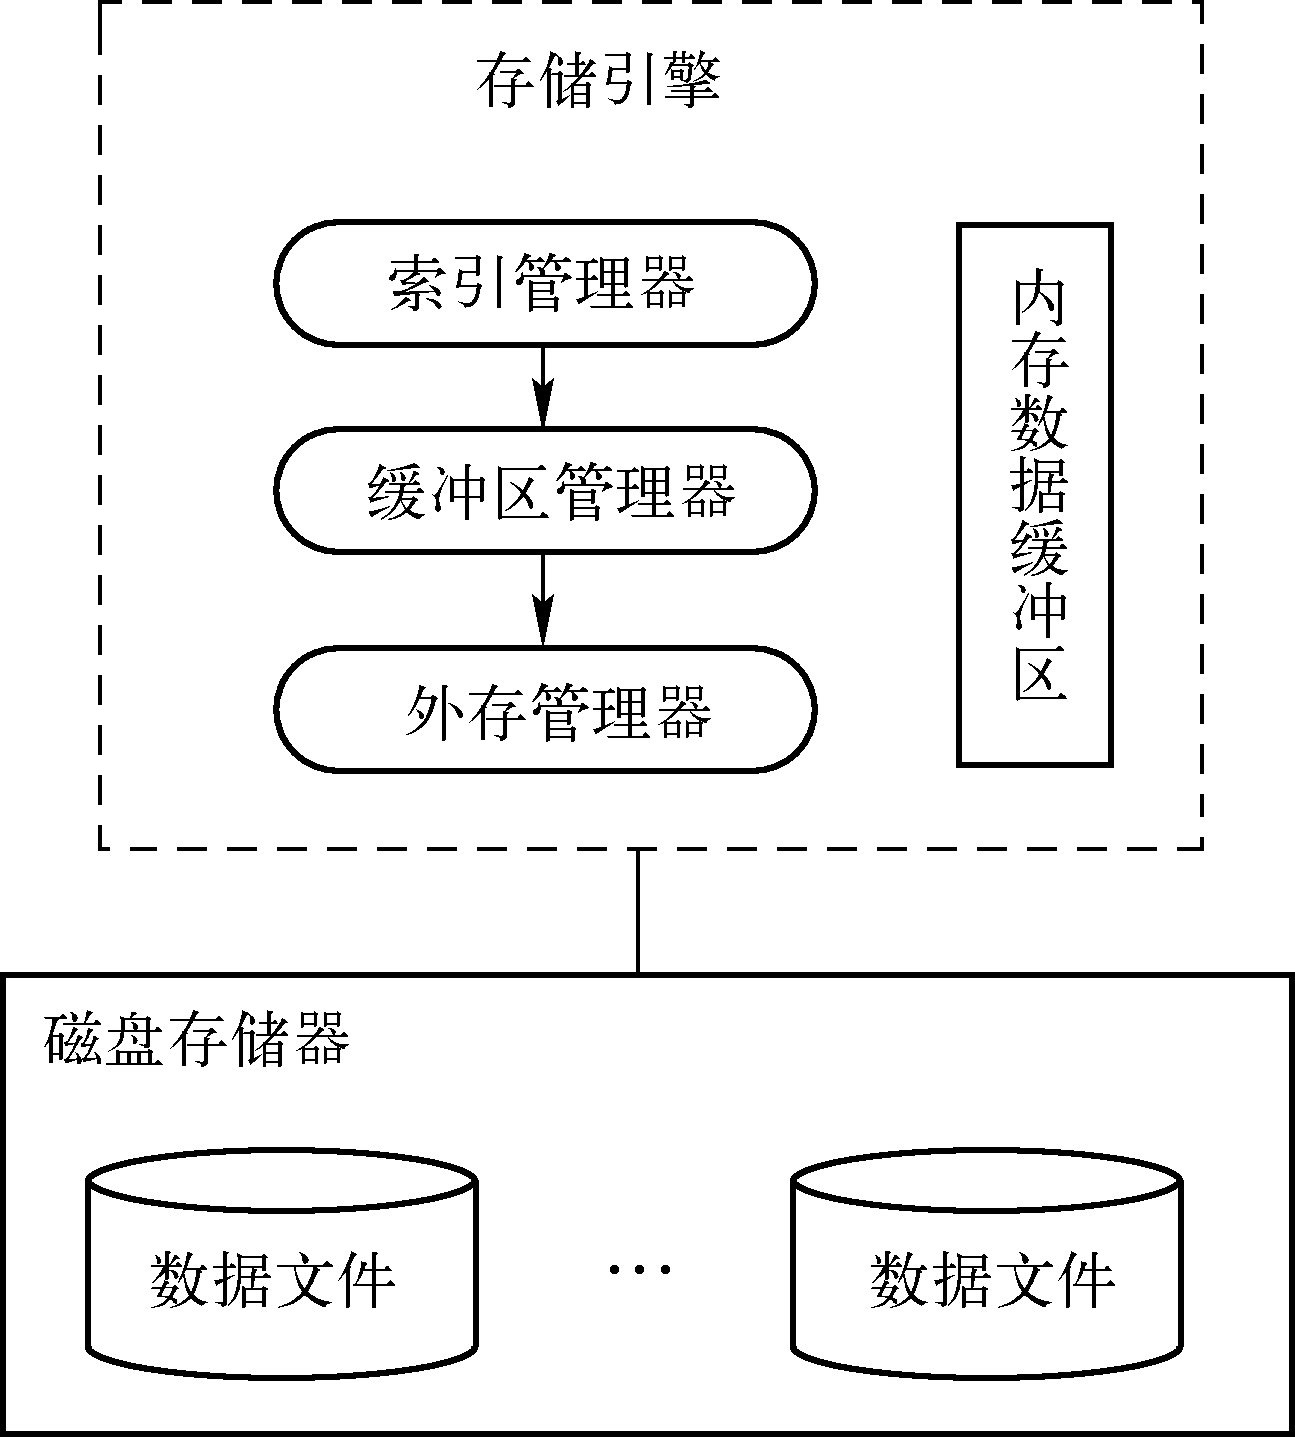 存储引擎
索引管理器
缓冲区管理器
外存管理器
内存数据缓冲区
磁盘存储器
数据文件
…
数据文件